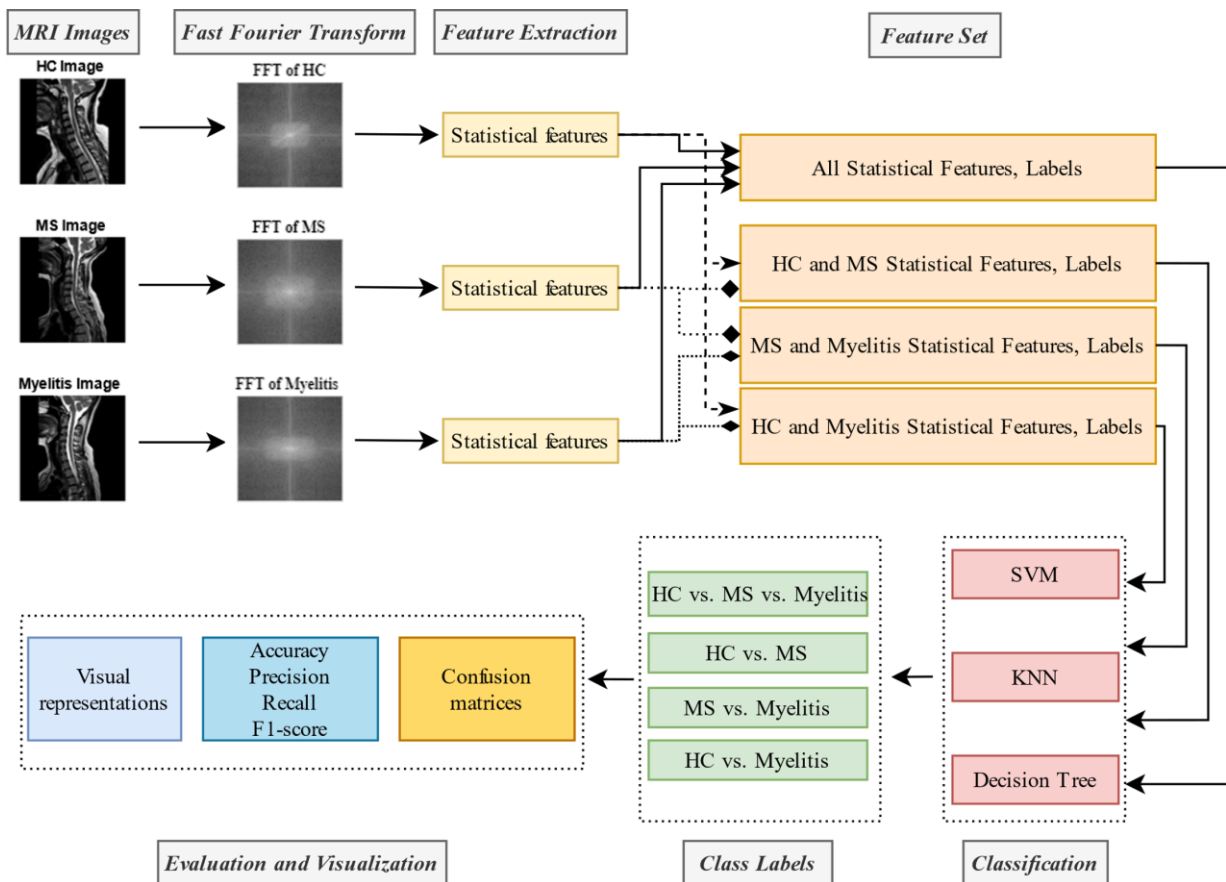 MRI Images
Fast Fourier Transform
Feature Extraction
Feature Set
HC Image
FFT of HC
Statistical features
All Statistical Features, Labels
MS Image
FFT of MS
Statistical features
HC and MS Statistical Features, Labels
MS and Myelitis Statistical Features, Labels
Myelitis Image
FFT of Myelitis
Statistical features
HC and Myelitis Statistical Features, Labels
SVM
KNN
Decision Tree
HC vs. MS vs. Myelitis
HC vs. MS
MS vs. Myelitis
HC vs. Myelitis
Visual
representations
Accuracy
Precision
Recall
F1-score
Confusion
matrices
Evaluation and Visualization
Class Labels
Classification